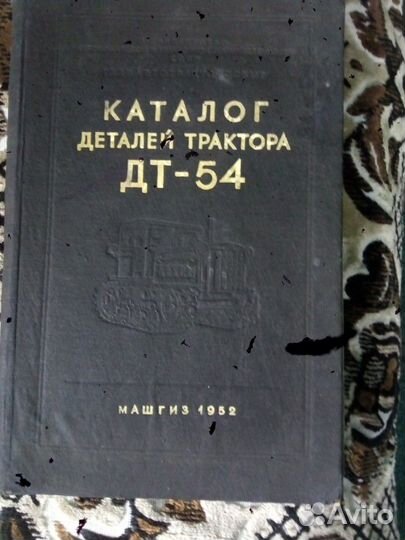 КАТАЛОГ
ДЕТАЛЕЙ ТРАКТОРА
ДТ-54
МАШГИЗ 1952
Avito